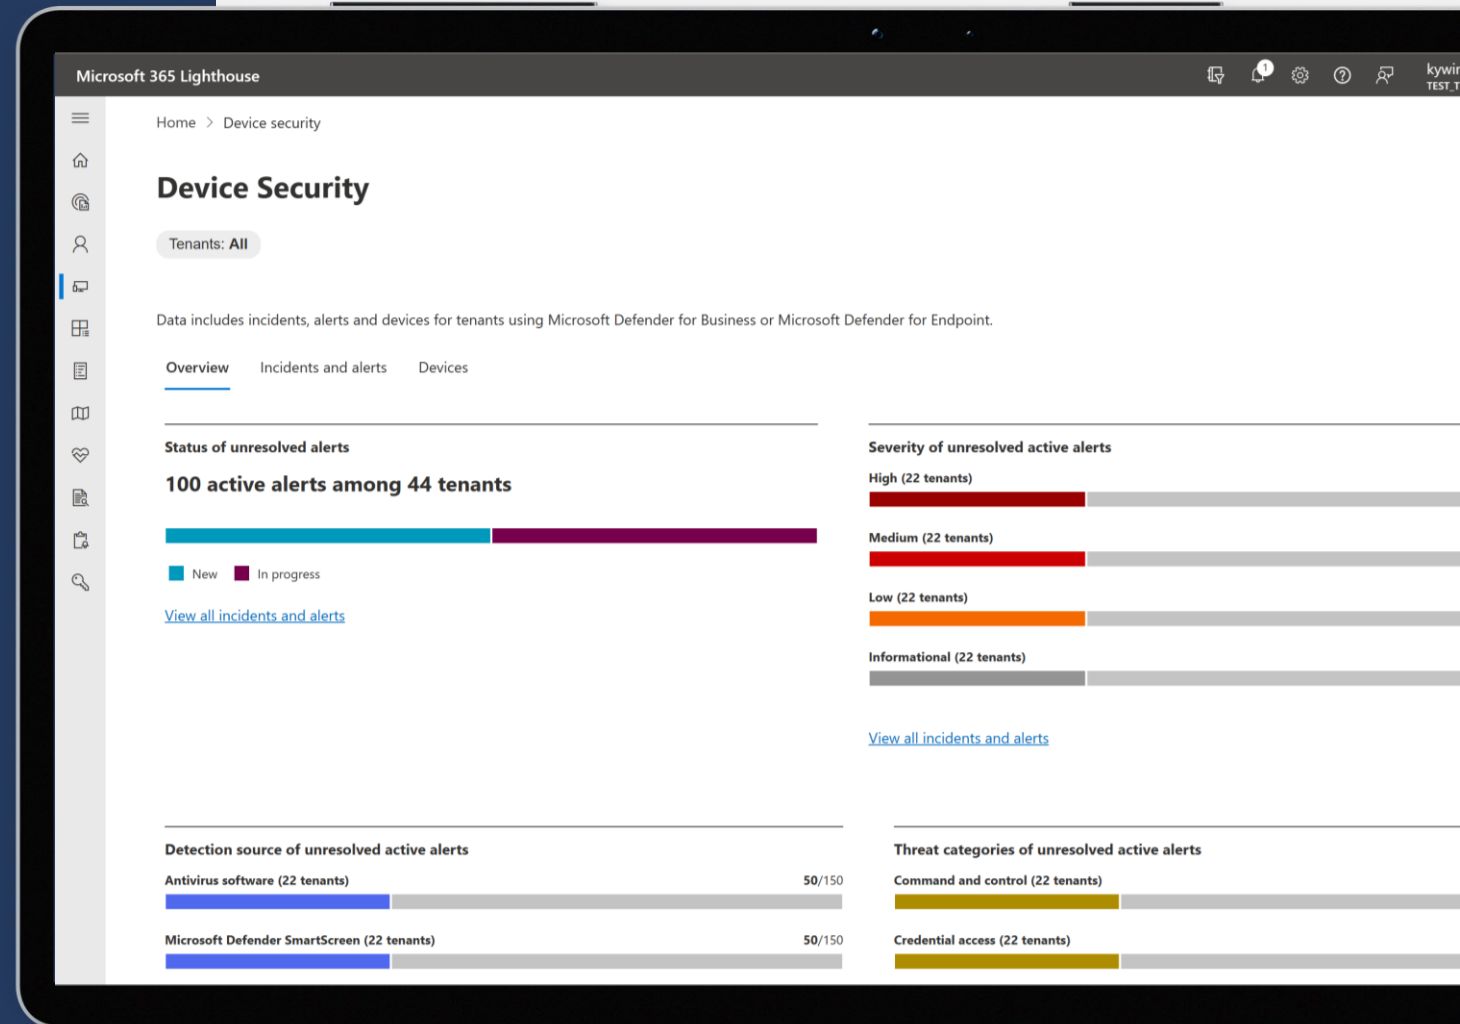 Microsoft 365 Lighthouse
1
Home > Device security
Device Security
Tenants: All
Data includes incidents, alerts and devices for tenants using Microsoft Defender for Business or Microsoft Defender for Endpoint.
Overview Incidents and alerts Devices
Status of unresolved alerts
100 active alerts among 44 tenants
New In progress
View all incidents and alerts
Severity of unresolved active alerts
High (22 tenants)
Medium (22 tenants)
Low (22 tenants)
Informational (22 tenants)
View all incidents and alerts
Detection source of unresolved active alerts
Antivirus software (22 tenants) 50/150
Microsoft Defender SmartScreen (22 tenants) 50/150
Threat categories of unresolved active alerts
Command and control (22 tenants)
Credential access (22 tenants)